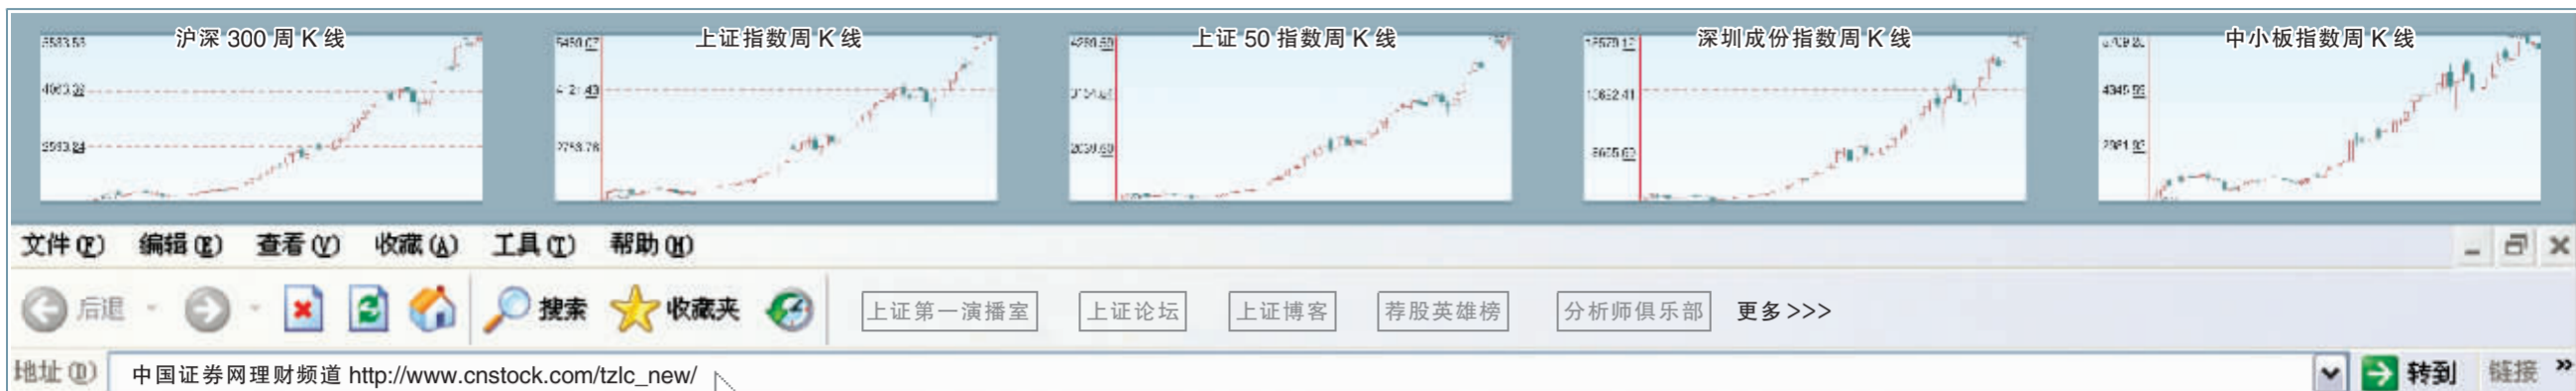 沪深 300 周 K 线
上证指数周 K 线
上证 50 指数周 K 线
深圳成份指数周 K 线
中小板指数周 K 线
文件(F) 编辑(E) 查看(V) 收藏(A) 工具(T) 帮助(H)
后退 搜索 收藏夹 上证第一演播室 上证论坛 上证博客 荐股英雄榜 分析师俱乐部 更多>>>
地址(D) 中国证券网理财频道 http://www.cnstock.com/tzlc_new/ 转到 链接 »